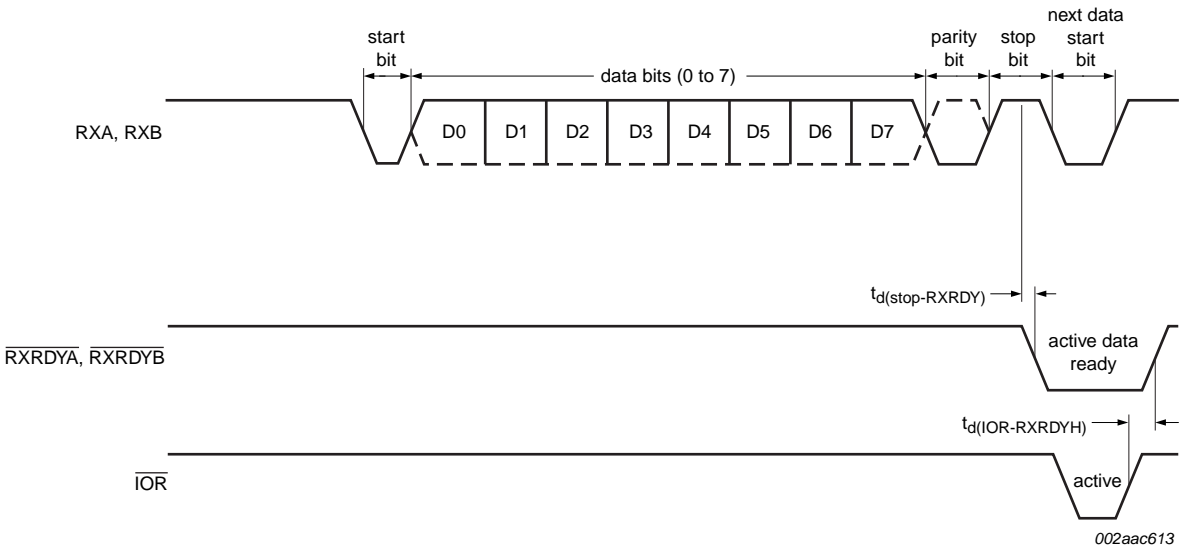 start
bit
data bits (0 to 7)
parity
bit
stop
bit
next data
start
bit
RXA, RXB
D0 D1 D2 D3 D4 D5 D6 D7
td(stop-RXRDY)
RXRDYA, RXRDYB
active data
ready
td(IOR-RXRDYH)
IOR
active
002aac613